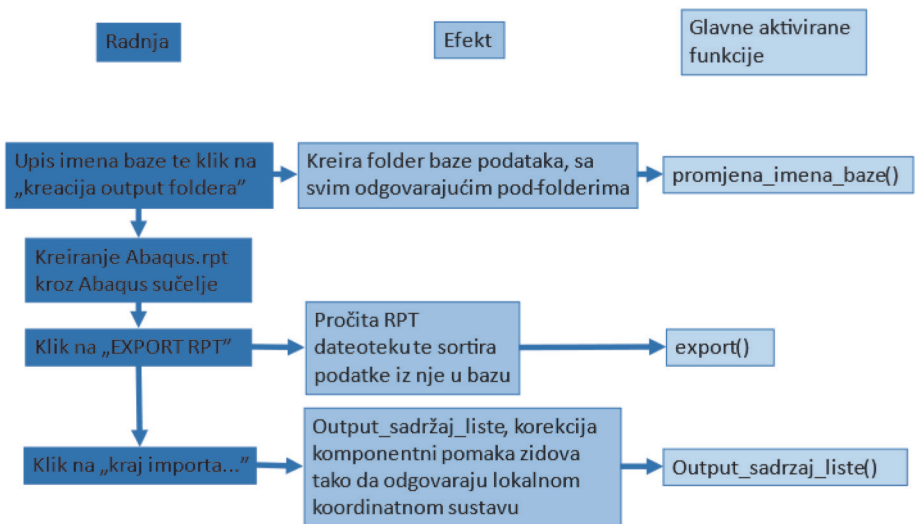 Radnja
Efekt
Glavne aktivirane
funkcije
Upis imena baze te klik na
„kreacija output foldera”
Kreira folder baze podataka, sa
svim odgovarajućim pod-folderima
promjena_imena_baze()
Kreiranje Abaqus.rpt
kroz Abaqus sučelje
Klik na „EXPORT RPT”
Pročita RPT
dateoteku te sortira
podatke iz nje u bazu
export()
Klik na „kraj importa...”
Output_sadržaj_liste, korekcija
komponentni pomaka zidova
tako da odgovaraju lokalnom
koordinatnom sustavu
Output_sadrzaj_liste()